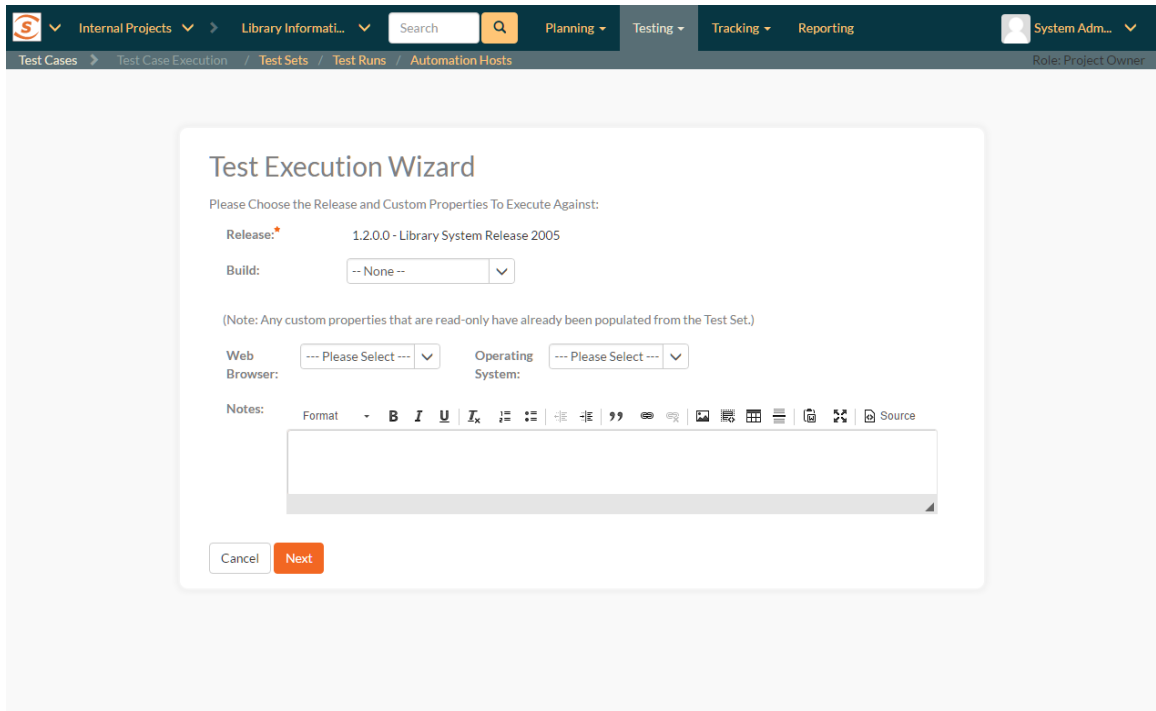 S Internal Projects > Library Informati... Search Planning Testing Tracking Reporting System Adm...
Test Cases > Test Case Execution / Test Sets / Test Runs / Automation Hosts Role: Project Owner
Test Execution Wizard
Please Choose the Release and Custom Properties To Execute Against:
Release:* 1.2.0.0 - Library System Release 2005
Build: -- None --
(Note: Any custom properties that are read-only have already been populated from the Test Set.)
Web Browser: --- Please Select --- Operating System: --- Please Select ---
Notes: Format B I U Ix Source
Cancel Next